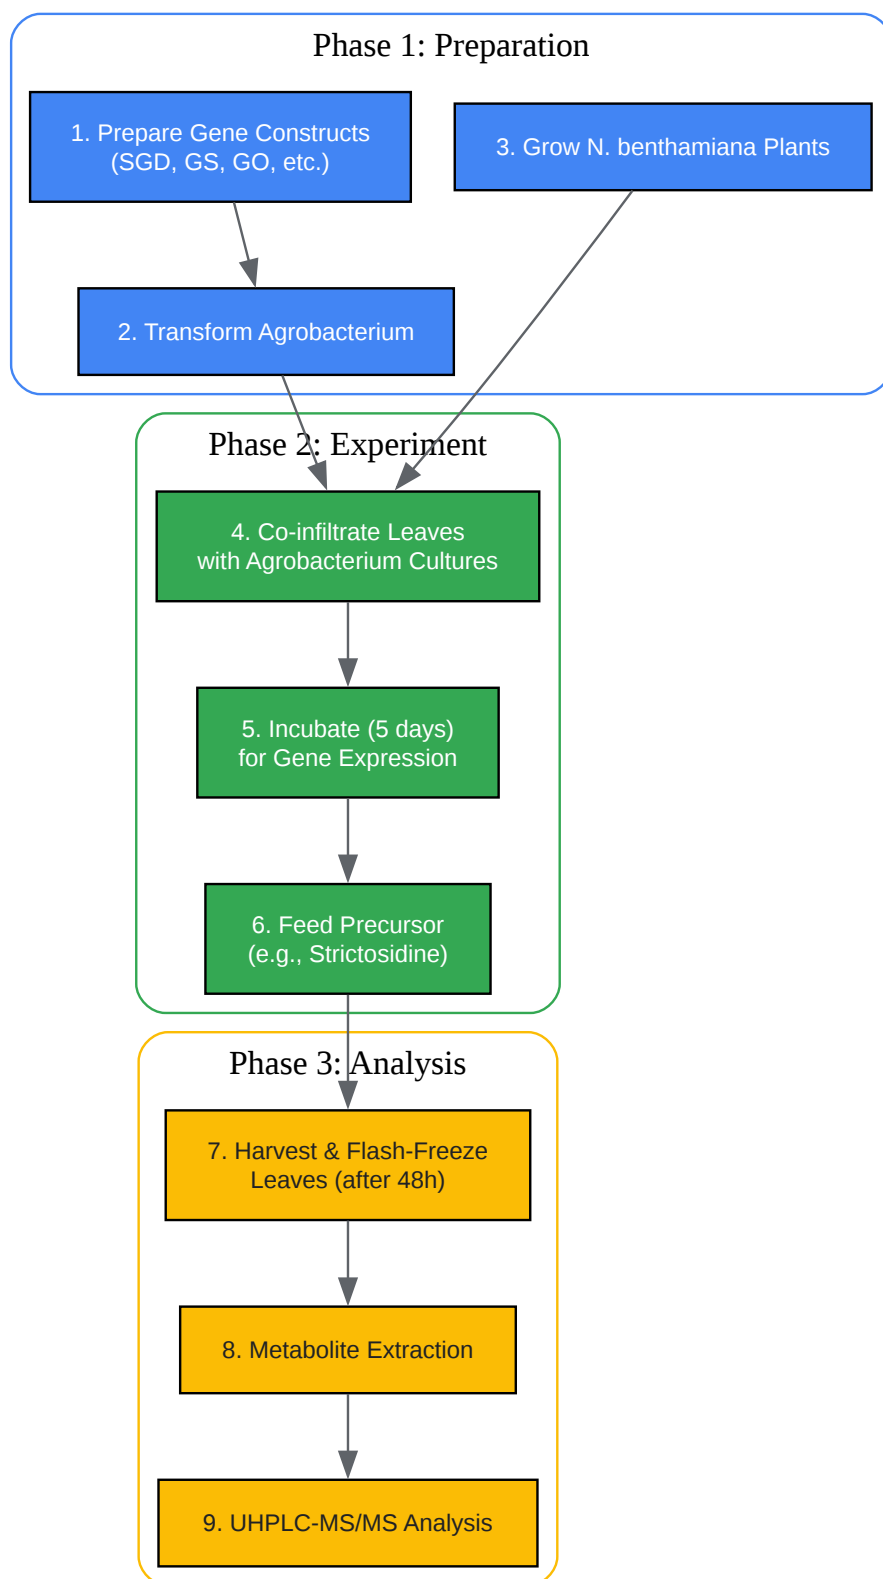 Phase 1: Preparation
1. Prepare Gene Constructs
(SGD, GS, GO, etc.)
3. Grow N. benthamiana Plants
2. Transform Agrobacterium
Phase 2: Experiment
4. Co-infiltrate Leaves
with Agrobacterium Cultures
5. Incubate (5 days)
for Gene Expression
6. Feed Precursor
(e.g., Strictosidine)
Phase 3: Analysis
7. Harvest & Flash-Freeze
Leaves (after 48h)
8. Metabolite Extraction
9. UHPLC-MS/MS Analysis